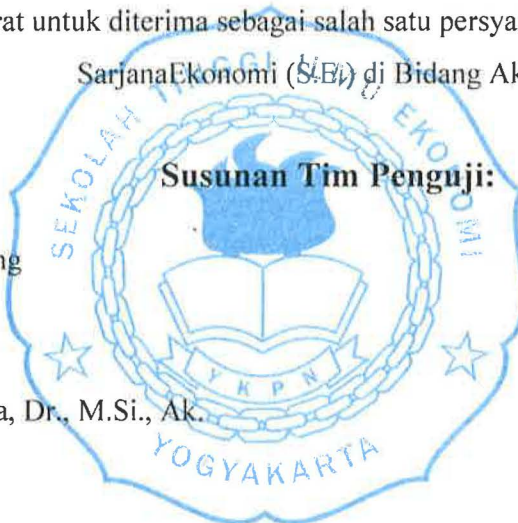 rat untuk diterima sebagai salah satu persya
SarjanaEkonomi (S.E.) di Bidang Ak
Susunan Tim Penguji:
ng
a, Dr., M.Si., Ak.
SEKOLAH TINGGI ILMU EKONOMI
YKPN
YOGYAKARTA